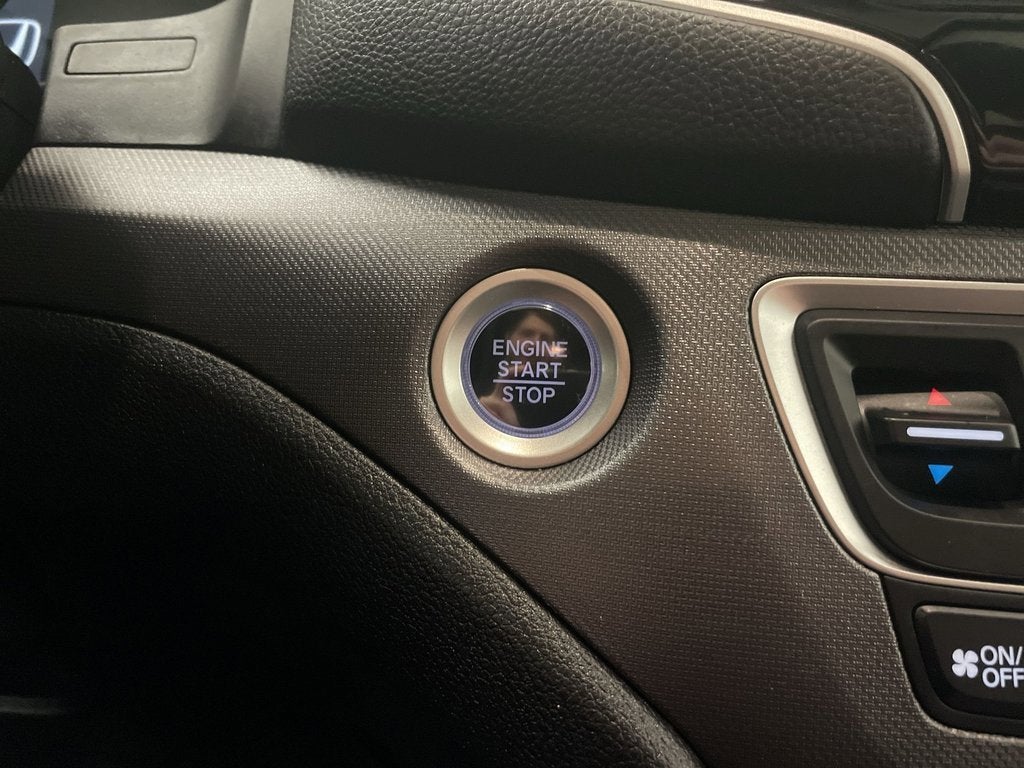 ENGINE
START
STOP
ON/
OFF